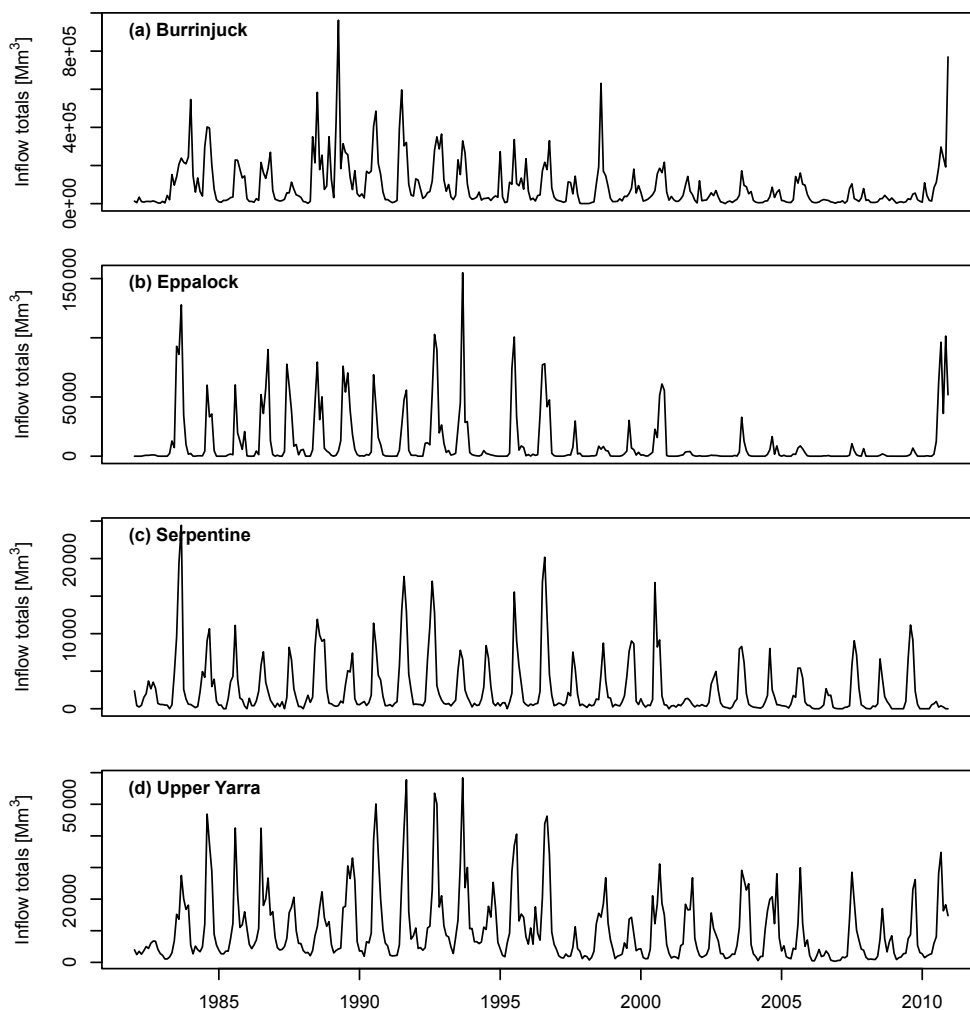 (a) Burrinjuck
Inflow totals [Mm³]
0e+00 4e+05 8e+05
(b) Eppalock
Inflow totals [Mm³]
0 50 000 150 000
(c) Serpentine
Inflow totals [Mm³]
0 10 000 20 000
(d) Upper Yarra
Inflow totals [Mm³]
0 20 000 50 000
1985 1990 1995 2000 2005 2010